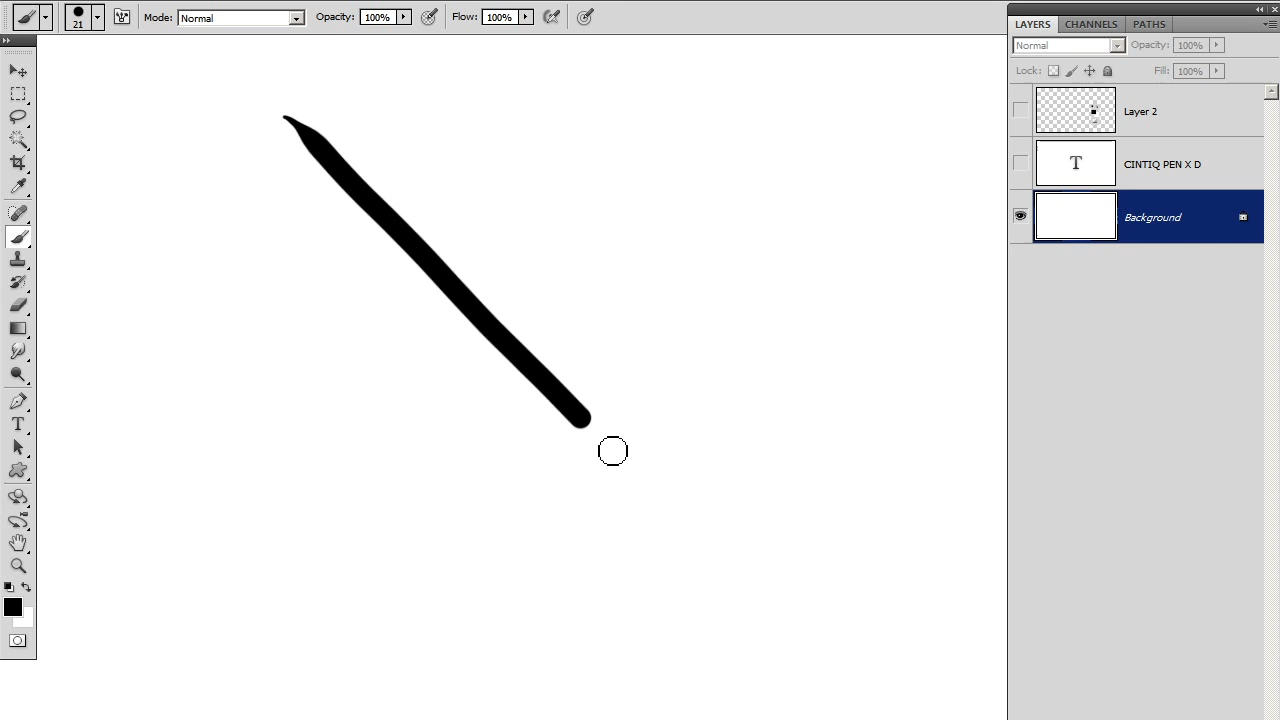 21 Mode: Normal Opacity: 100% Flow: 100%
LAYERS CHANNELS PATHS
Normal Opacity: 100%
Lock: Fill: 100%
Layer 2
T CINTIQ PEN X D
Background
T